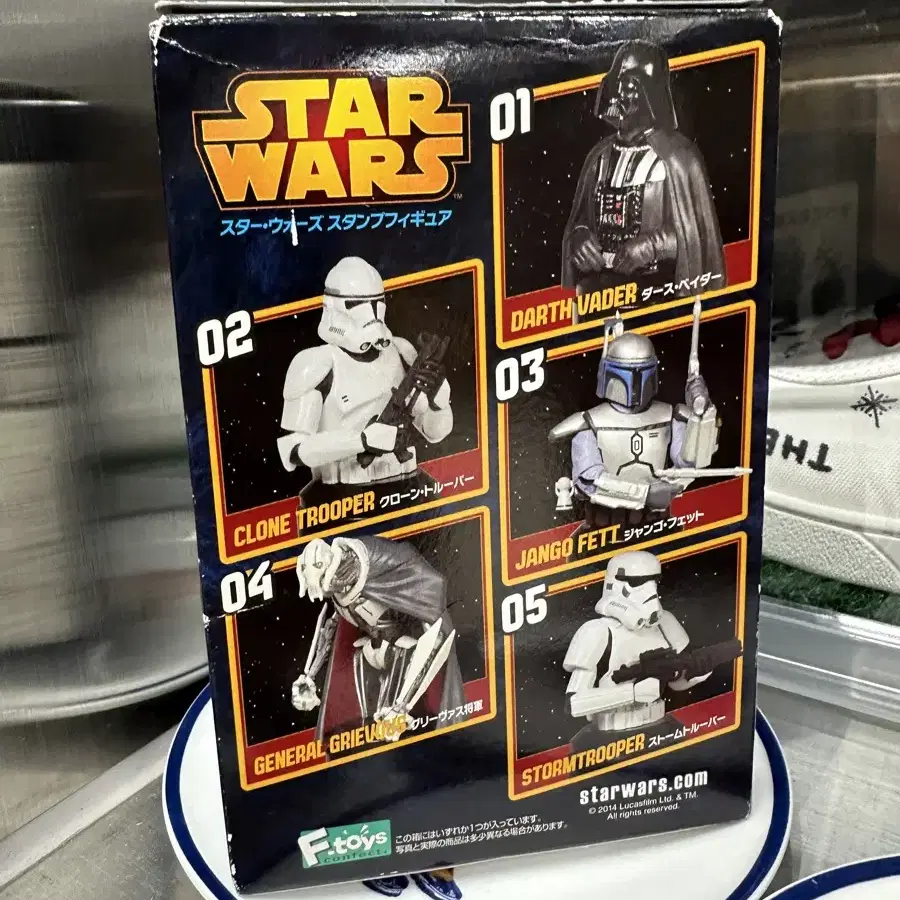 STAR
WARS
TM
スター・ウォーズ スタンプフィギュア
01
DARTH VADER ダース・ベイダー
02
CLONE TROOPER クローン・トルーパー
03
JANGO FETT ジャンゴ・フェット
04
GENERAL GRIEVOUS グリーヴァス将軍
05
STORMTROOPER ストームトルーパー
starwars.com
© 2014 Lucasfilm Ltd. & TM.
All rights reserved.
F-toys
confect.
この箱にはいずれか1つが入っています。
写真と実際の商品は多少異なる場合があります。
THE